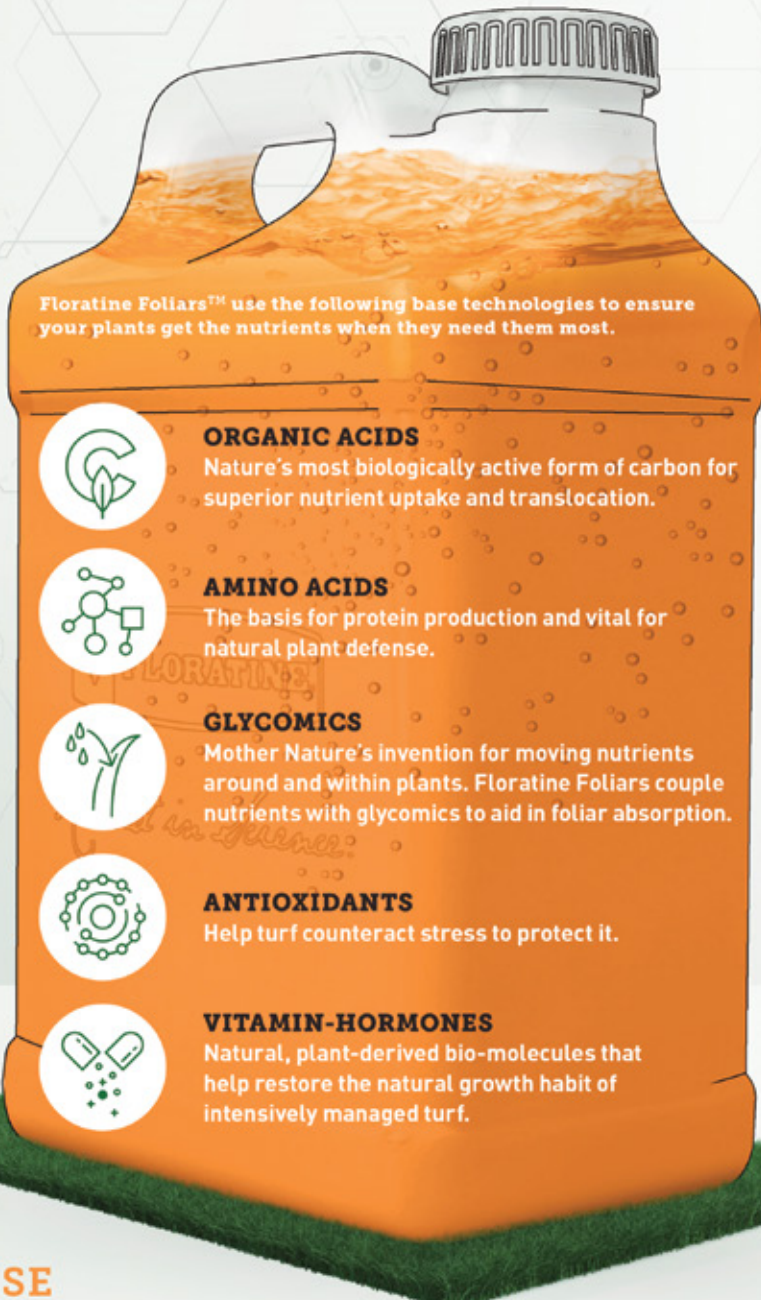 Floratine Foliars™ use the following base technologies to ensure
your plants get the nutrients when they need them most.
ORGANIC ACIDS
Nature's most biologically active form of carbon for
superior nutrient uptake and translocation.
AMINO ACIDS
The basis for protein production and vital for
natural plant defense.
FLORATINE
GLYCOMICS
Mother Nature's invention for moving nutrients
around and within plants. Floratine Foliars couple
nutrients with glycomics to aid in foliar absorption.
in Science
ANTIOXIDANTS
Help turf counteract stress to protect it.
VITAMIN-HORMONES
Natural, plant-derived bio-molecules that
help restore the natural growth habit of
intensively managed turf.
SE